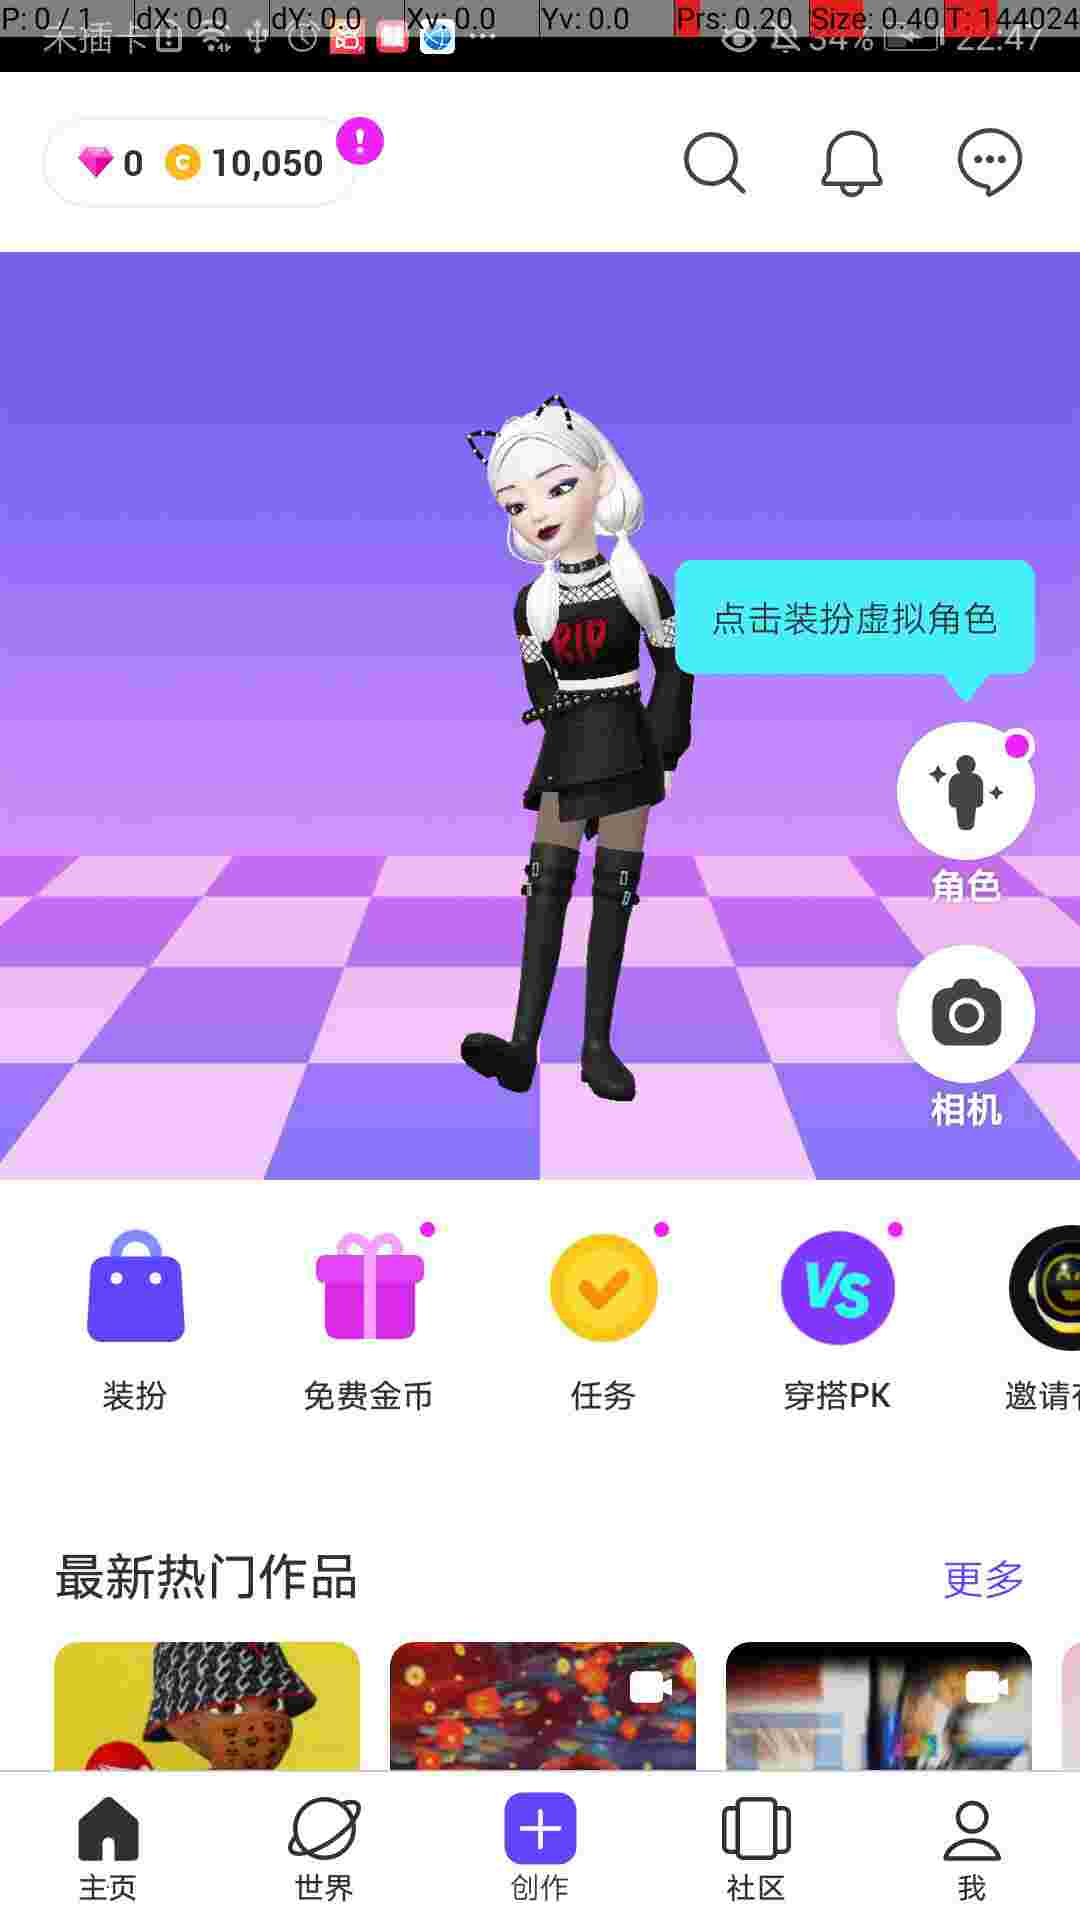 P: 0 / 1 dX: 0.0 dY: 0.0 Xv: 0.0 Yv: 0.0 Prs: 0.20 Size: 0.40 T: 144024
未插卡 34% 22:47
0 10,050
RIP
点击装扮虚拟角色
角色
相机
VS
装扮 免费金币 任务 穿搭PK 邀请
最新热门作品 更多
主页 世界 创作 社区 我